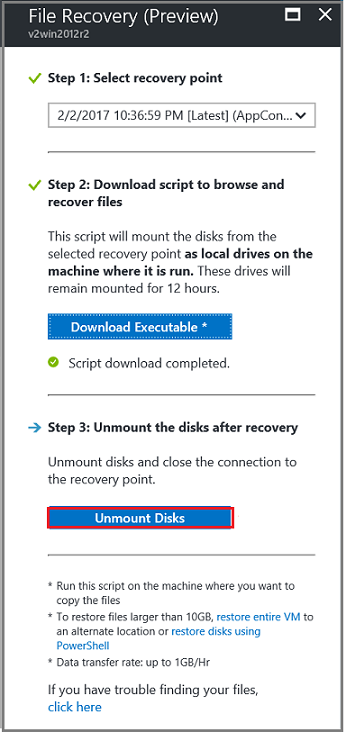 File Recovery (Preview)
v2win2012r2
Step 1: Select recovery point
2/2/2017 10:36:59 PM [Latest] (AppCon...
Step 2: Download script to browse and
recover files
This script will mount the disks from the
selected recovery point as local drives on the
machine where it is run. These drives will
remain mounted for 12 hours.
Download Executable *
Script download completed.
Step 3: Unmount the disks after recovery
Unmount disks and close the connection to
the recovery point.
Unmount Disks
* Run this script on the machine where you want to
copy the files
* To restore files larger than 10GB, restore entire VM to
an alternate location or restore disks using
PowerShell
* Data transfer rate: up to 1GB/Hr
If you have trouble finding your files,
click here